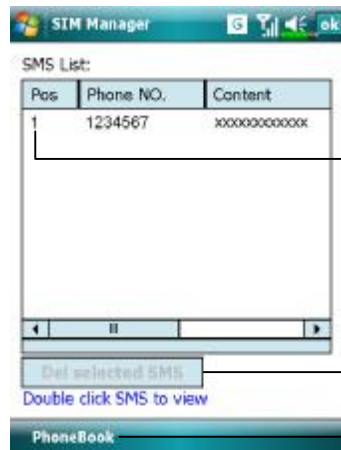 SIM Manager G ok
SMS List:
Pos Phone NO. Content
1 1234567 xxxxxxxxxxxx
Del selected SMS
Double click SMS to view
PhoneBook